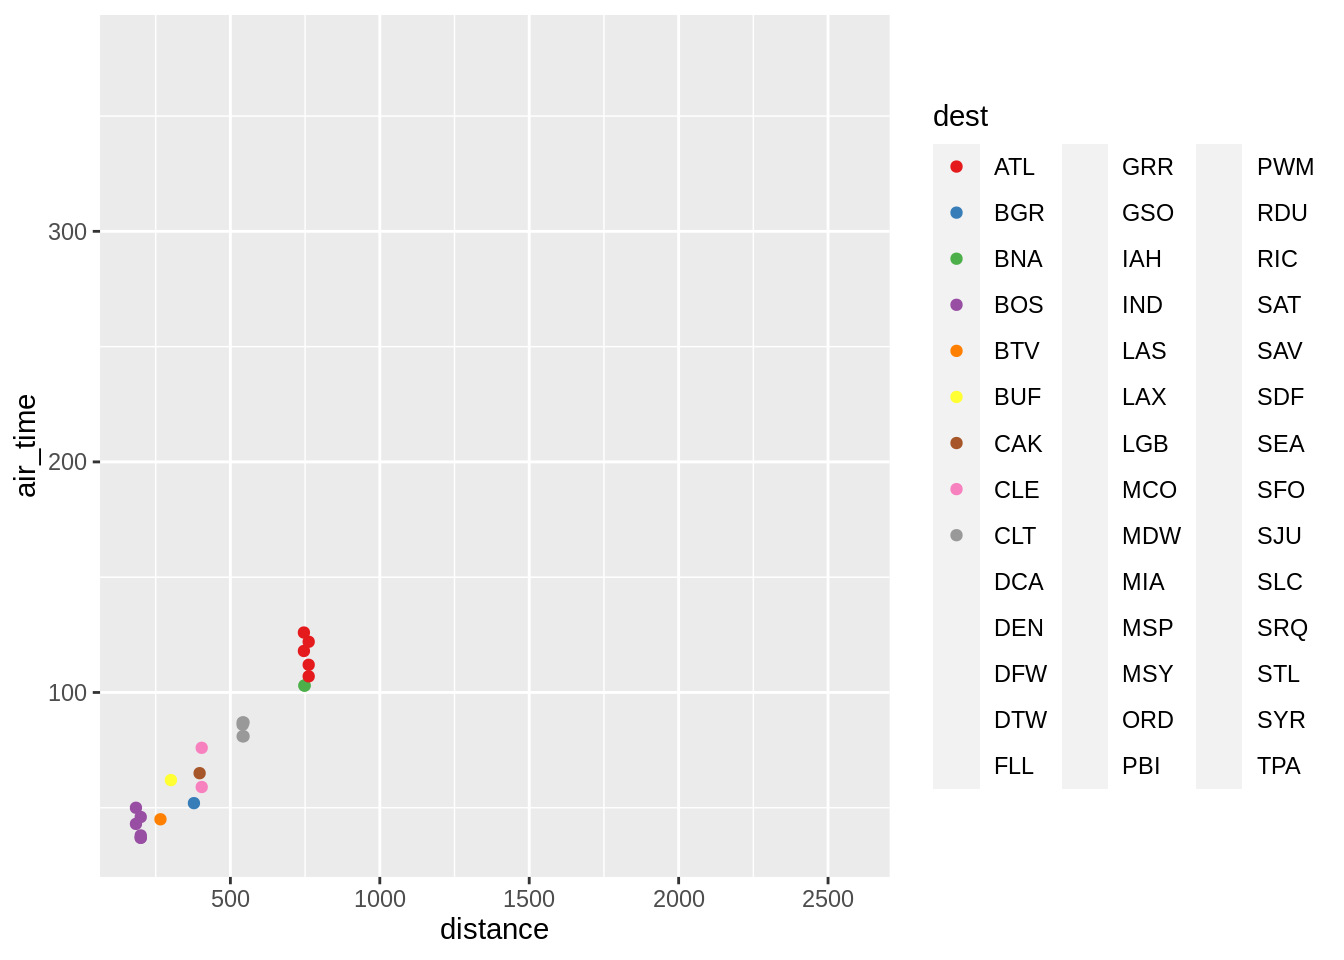 air_time
300
200
100
500
1000
1500
2000
2500
distance
dest
ATL
BGR
BNA
BOS
BTV
BUF
CAK
CLE
CLT
DCA
DEN
DFW
DTW
FLL
GRR
GSO
IAH
IND
LAS
LAX
LGB
MCO
MDW
MIA
MSP
MSY
ORD
PBI
PWM
RDU
RIC
SAT
SAV
SDF
SEA
SFO
SJU
SLC
SRQ
STL
SYR
TPA